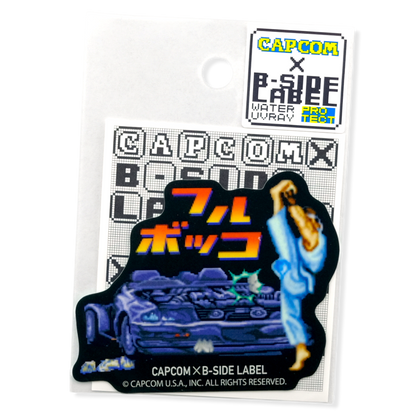 CAPCOM
×
B-SIDE
LABEL
WATER
UVRAY
PRO
TECT
CAPCOM×
B-SIDE
LA
フル
ボッコ
CAPCOM×B-SIDE LABEL
© CAPCOM U.S.A., INC. ALL RIGHTS RESERVED.